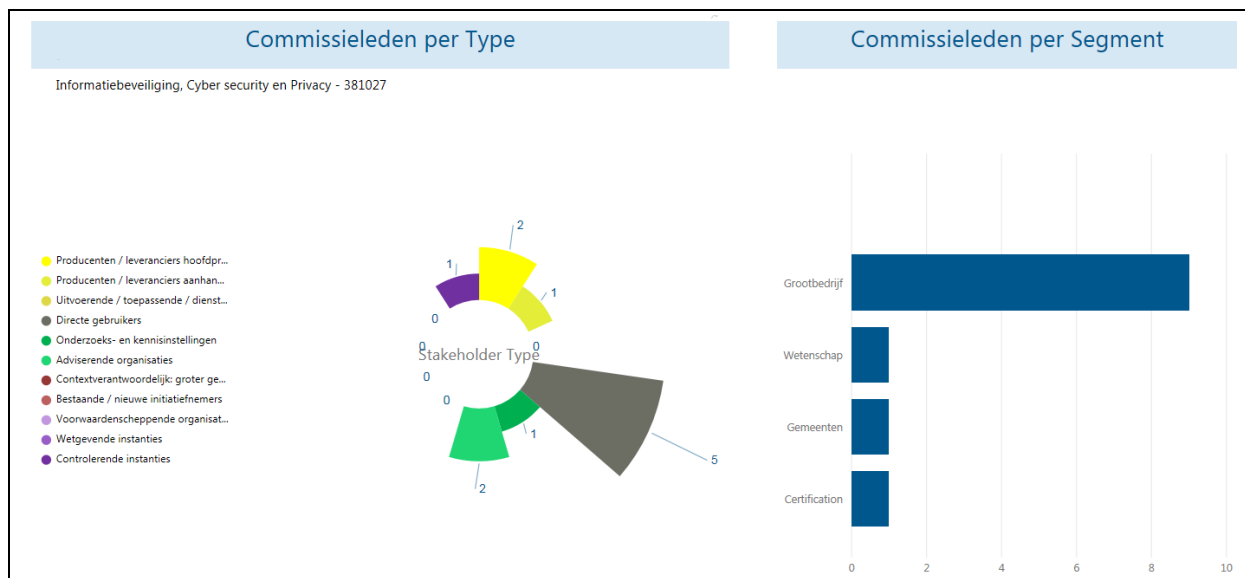 Commissieleden per Type
Informatiebeveiliging, Cyber security en Privacy - 381027
Producenten / leveranciers hoofdpr...
Producenten / leveranciers aanhan...
Uitvoerende / toepassende / dienst...
Directe gebruikers
Onderzoeks- en kennisinstellingen
Adviserende organisaties
Contextverantwoordelijk: groter ge...
Bestaande / nieuwe initiatiefnemers
Voorwaardenscheppende organisat...
Wetgevende instanties
Controlerende instanties
2
1
1
0
0
0
Stakeholder Type
0
0
1
5
2
Commissieleden per Segment
Grootbedrijf
Wetenschap
Gemeenten
Certification
0
2
4
6
8
10